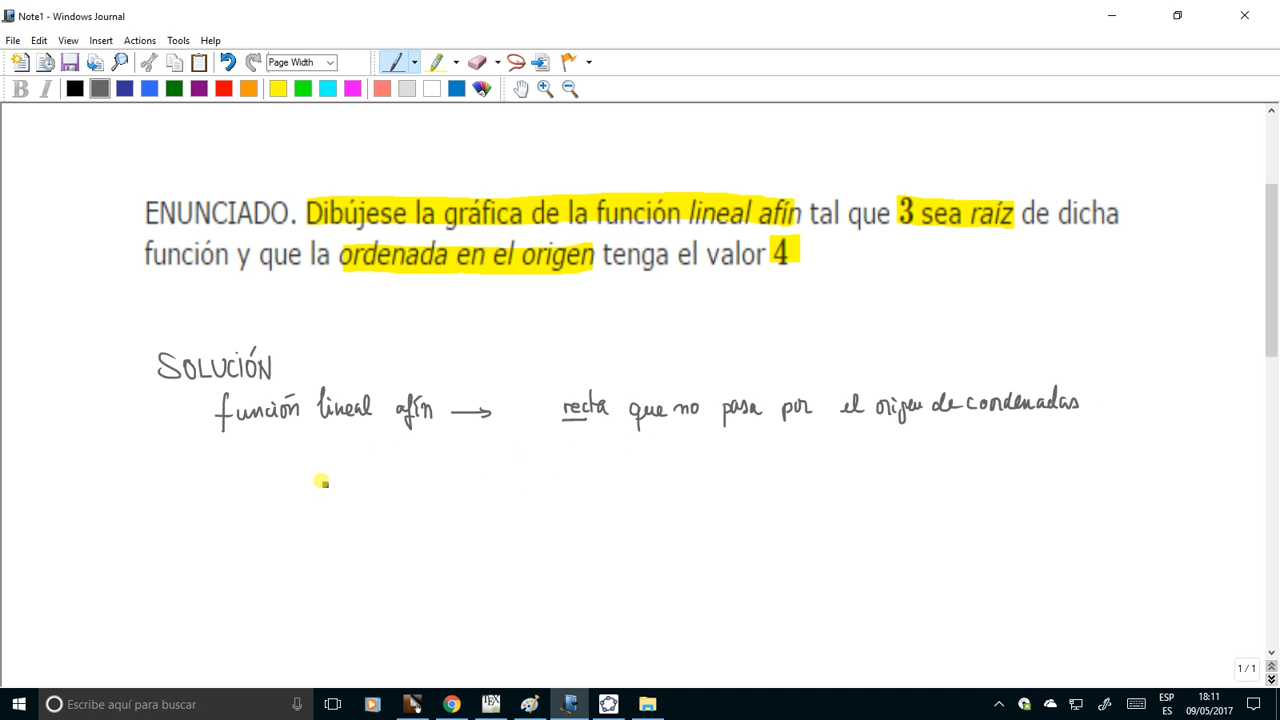 Note1 - Windows Journal
File Edit View Insert Actions Tools Help
Page Width
B I
ENUNCIADO. Dibújese la gráfica de la función lineal afín tal que 3 sea raíz de dicha
función y que la ordenada en el origen tenga el valor 4
SOLUCIÓN
función lineal afín → recta que no pasa por el origen de condenadas
1 / 1
Escribe aquí para buscar
ESP
ES
18:11
09/05/2017